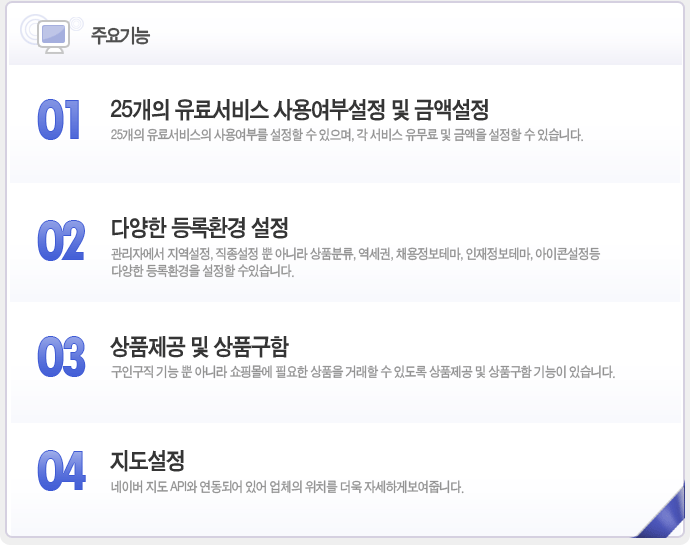 주요기능
01
25개의 유료서비스 사용여부설정 및 금액설정
25개의 유료서비스의 사용여부를 설정할 수 있으며, 각 서비스 유무료 및 금액을 설정할 수 있습니다.
02
다양한 등록환경 설정
관리자에서 지역설정, 직종설정 뿐 아니라 상품분류, 역세권, 채용정보테마, 인재정보테마, 아이콘설정등
다양한 등록환경을 설정할 수있습니다.
03
상품제공 및 상품구함
구인구직 기능 뿐 아니라 쇼핑몰에 필요한 상품을 거래할 수 있도록 상품제공 및 상품구함 기능이 있습니다.
04
지도설정
네이버 지도 API와 연동되어 있어 업체의 위치를 더욱 자세하게보여줍니다.